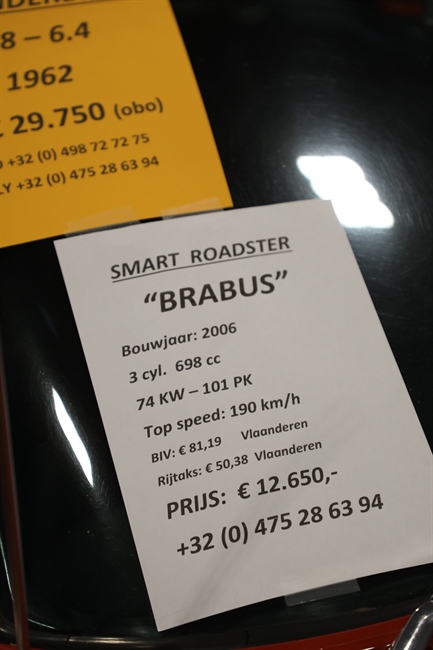 8 – 6.4
1962
29.750 (obo)
+32 (0) 498 72 72 75
+32 (0) 475 28 63 94
SMART ROADSTER
“BRABUS”
Bouwjaar: 2006
3 cyl. 698 cc
74 KW – 101 PK
Top speed: 190 km/h
BIV: € 81,19 Vlaanderen
Rijtaks: € 50,38 Vlaanderen
PRIJS: € 12.650,-
+32 (0) 475 28 63 94